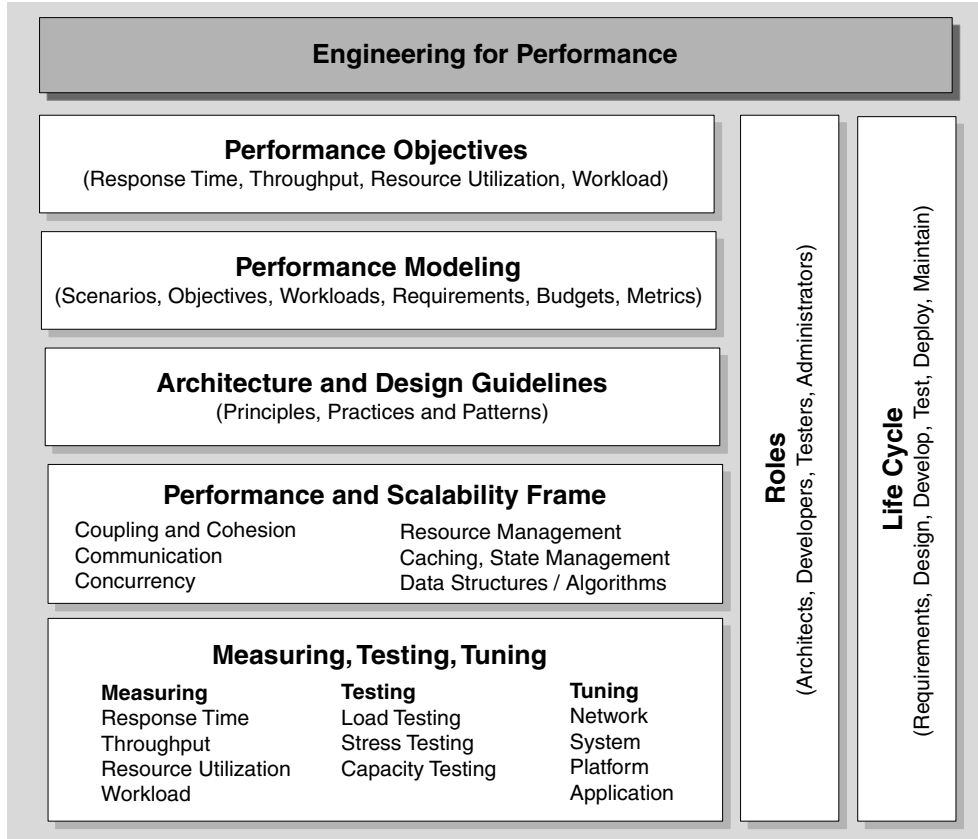 Engineering for Performance
Performance Objectives
(Response Time, Throughput, Resource Utilization, Workload)
Performance Modeling
(Scenarios, Objectives, Workloads, Requirements, Budgets, Metrics)
Architecture and Design Guidelines
(Principles, Practices and Patterns)
Performance and Scalability Frame
Coupling and Cohesion
Communication
Concurrency
Resource Management
Caching, State Management
Data Structures / Algorithms
Measuring, Testing, Tuning
Measuring
Response Time
Throughput
Resource Utilization
Workload
Testing
Load Testing
Stress Testing
Capacity Testing
Tuning
Network
System
Platform
Application
Roles
(Architects, Developers, Testers, Administrators)
Life Cycle
(Requirements, Design, Develop, Test, Deploy, Maintain)